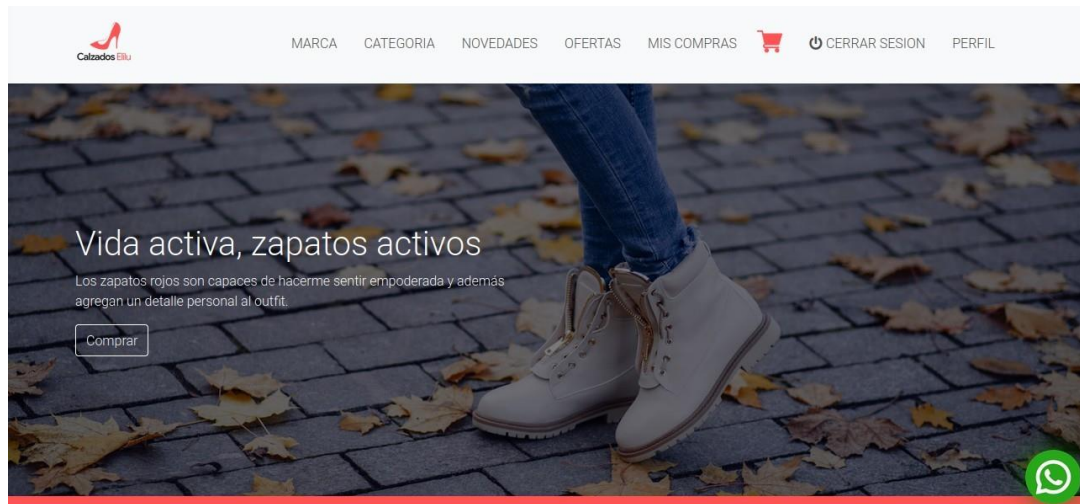 Calzados Elilu
MARCA
CATEGORIA
NOVEDADES
OFERTAS
MIS COMPRAS
CERRAR SESION
PERFIL
Vida activa, zapatos activos
Los zapatos rojos son capaces de hacerme sentir empoderada y además
agregan un detalle personal al outfit.
Comprar